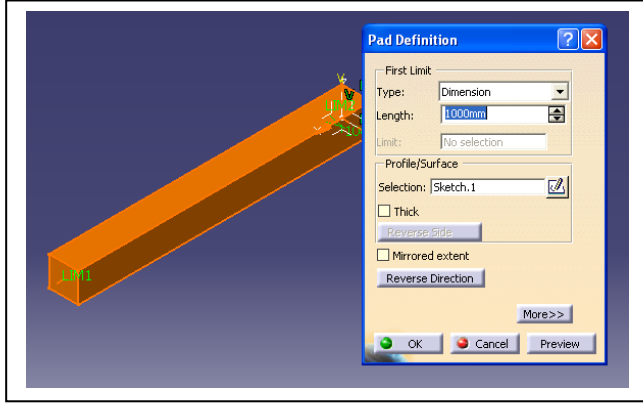 Pad Definition
First Limit
Type: Dimension
Length: 1000mm
Limit: No selection
Profile/Surface
Selection: Sketch.1
Thick
Reverse Side
Mirrored extent
Reverse Direction
More>>
OK Cancel Preview
LIM1